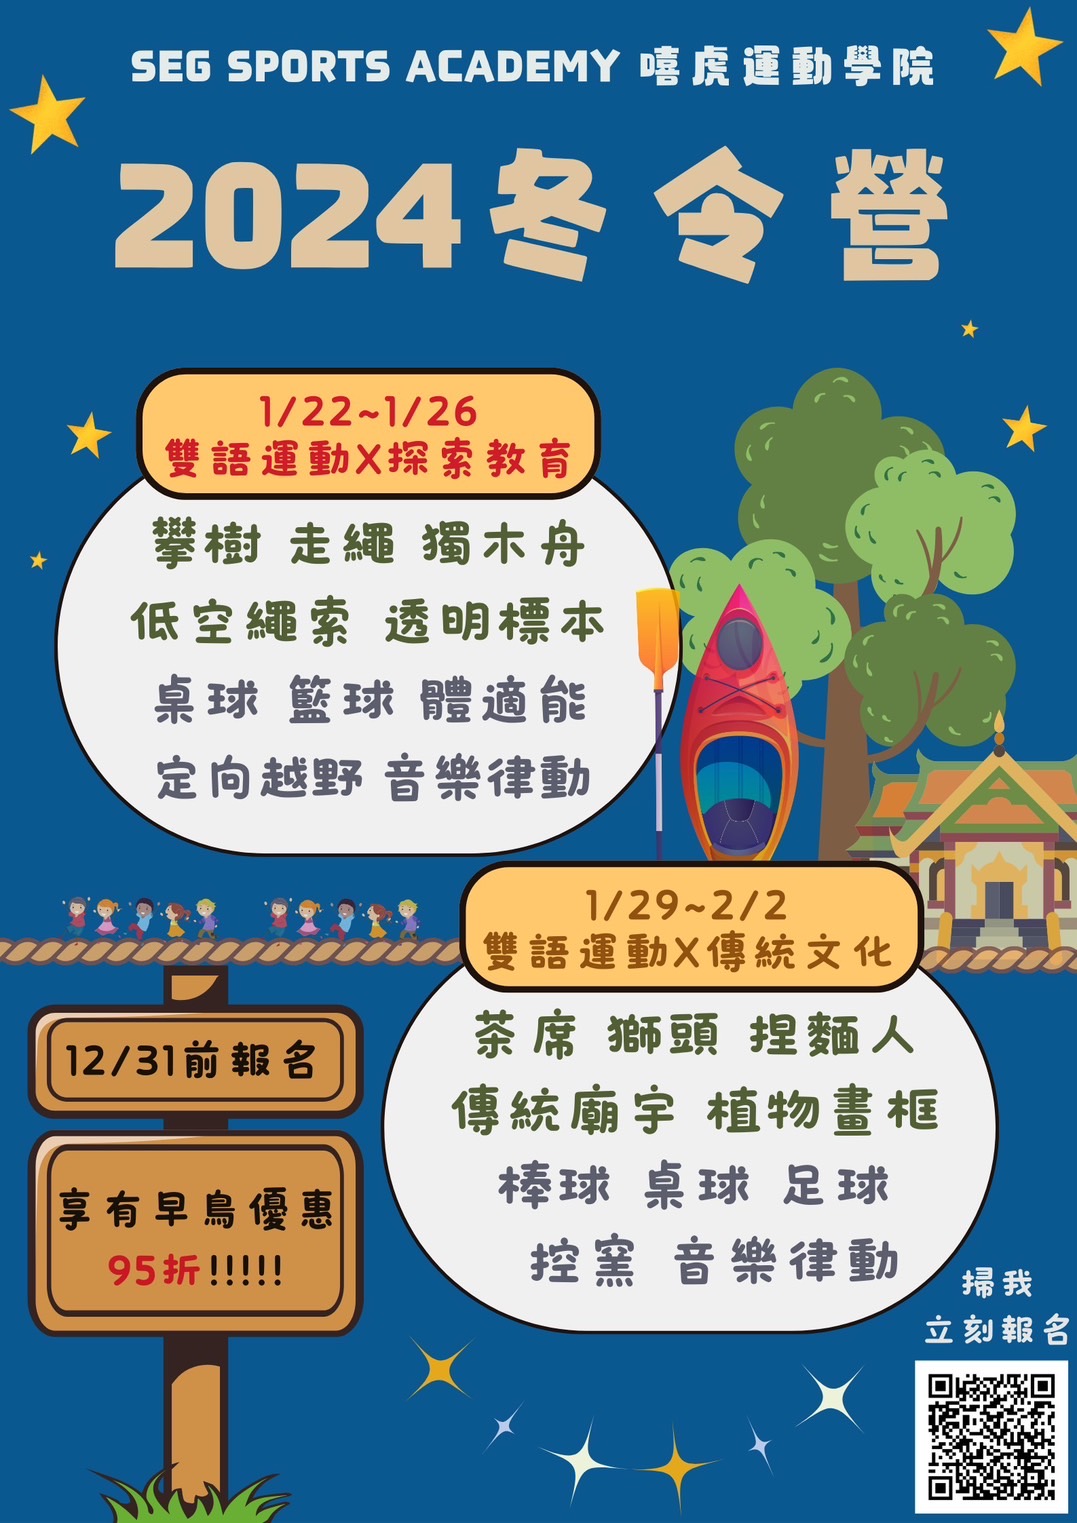 SEG SPORTS ACADEMY 嘻虎運動學院
2024冬令營
1/22~1/26
雙語運動X探索教育
攀樹 走繩 獨木舟
低空繩索 透明標本
桌球 籃球 體適能
定向越野 音樂律動
1/29~2/2
雙語運動X傳統文化
茶席 獅頭 捏麵人
傳統廟宇 植物畫框
棒球 桌球 足球
控窯 音樂律動
12/31前報名
享有早鳥優惠
95折!!!!!
掃我
立刻報名